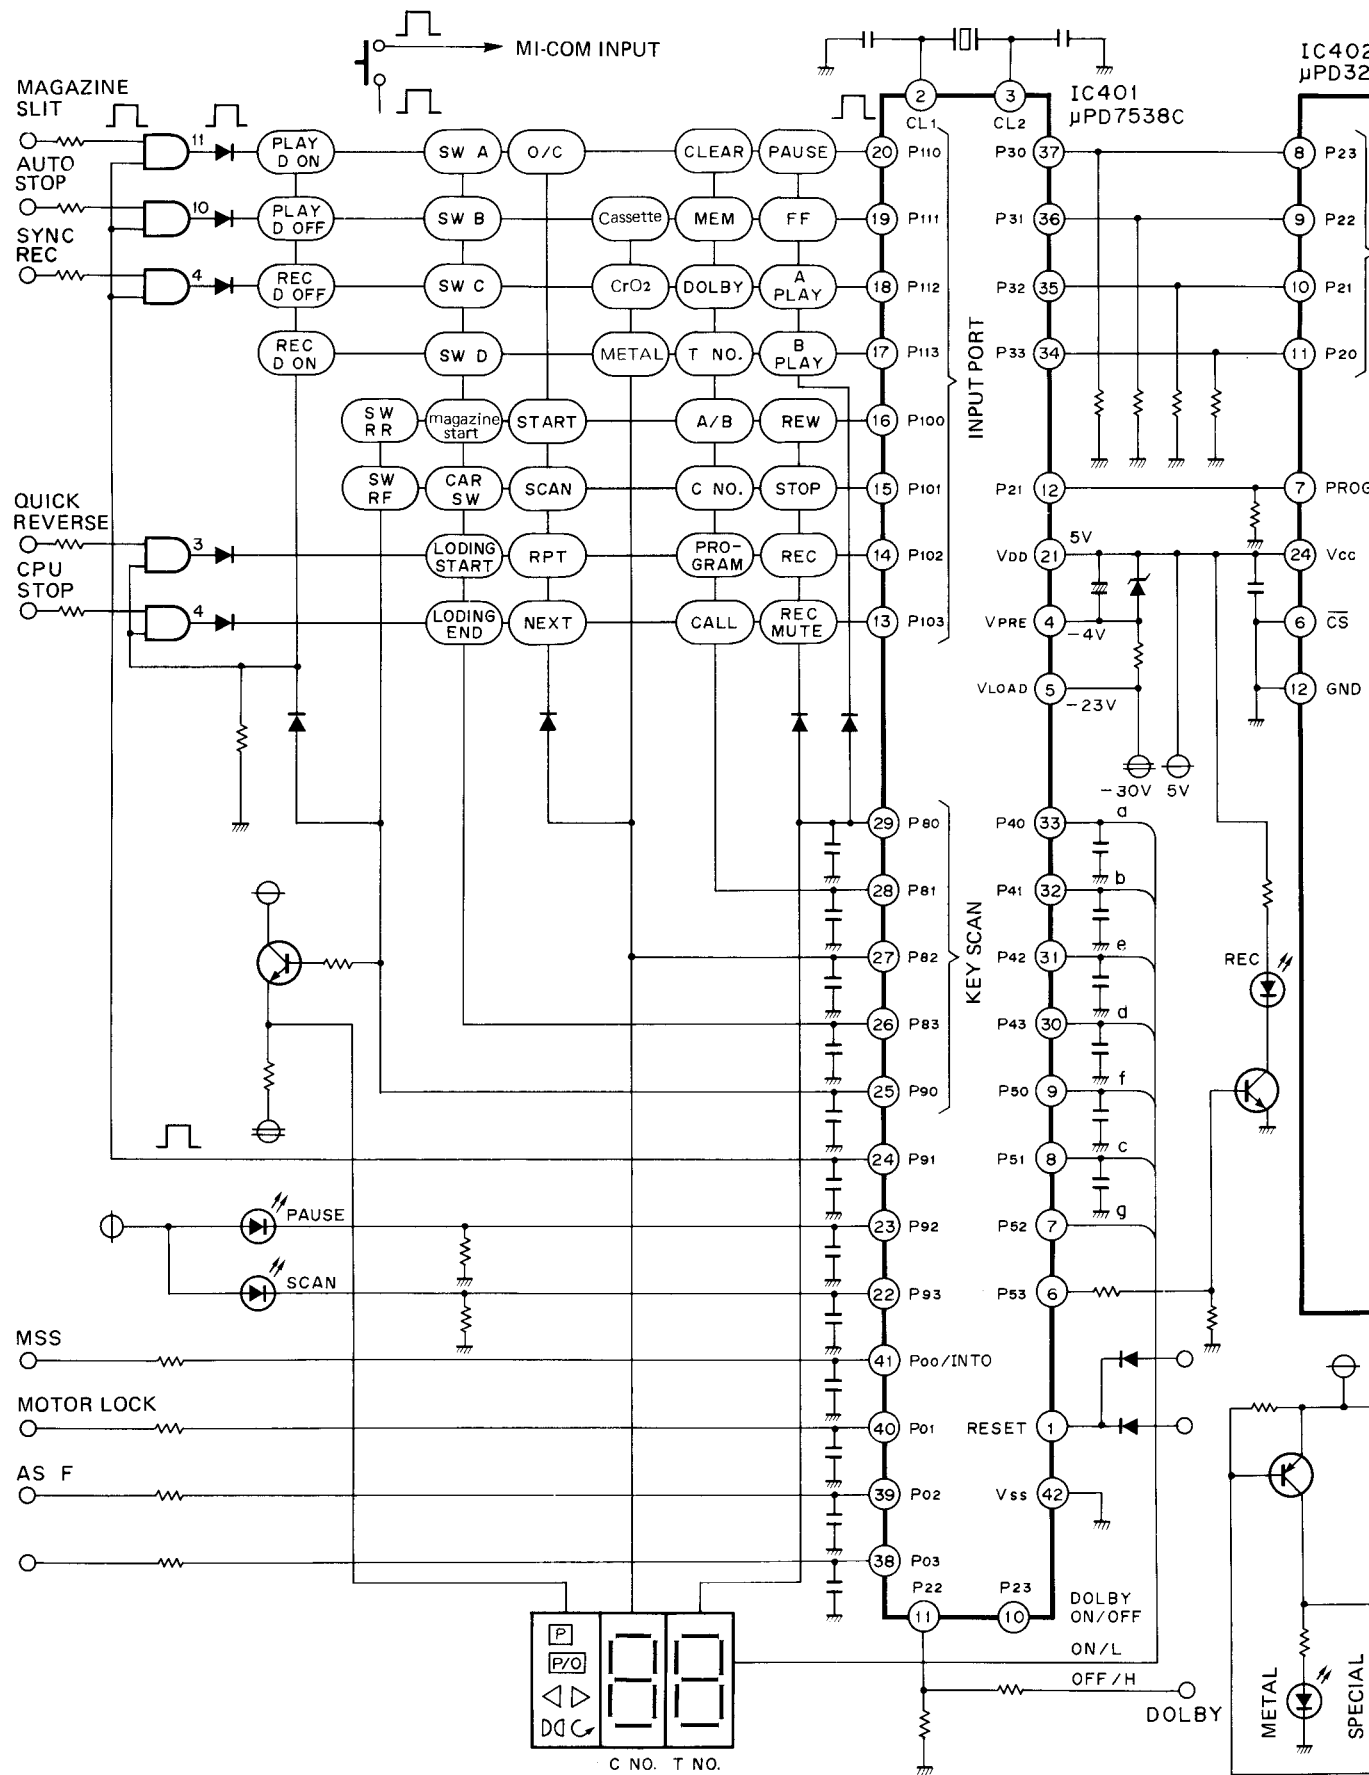 MI-COM INPUT
IC402
μPD32
MAGAZINE
SLIT
2
3
IC401
μPD7538C
CL1
CL2
11
PLAY
D ON
SW A
O/C
CLEAR
PAUSE
20
P110
P30
37
8
P23
AUTO
STOP
10
PLAY
D OFF
SW B
Cassette
MEM
FF
19
P111
P31
36
9
P22
SYNC
REC
4
REC
D OFF
SW C
CrO2
DOLBY
A
PLAY
18
P112
P32
35
10
P21
REC
D ON
SW D
METAL
T NO.
B
PLAY
17
P113
P33
34
11
P20
INPUT PORT
SW
RR
magazine
start
START
A/B
REW
16
P100
SW
RF
CAR
SW
SCAN
C NO.
STOP
15
P101
P21
12
7
PROG
QUICK
REVERSE
3
LODING
START
RPT
PRO-
GRAM
REC
14
P102
VDD
21
5V
24
Vcc
CPU
STOP
4
LODING
END
NEXT
CALL
REC
MUTE
13
P103
VPRE
4
-4V
6
CS
VLOAD
5
-23V
12
GND
-30V
5V
29
P80
P40
33
a
28
P81
P41
32
b
KEY SCAN
27
P82
P42
31
e
REC
26
P83
P43
30
d
25
P90
P50
9
f
24
P91
P51
8
c
PAUSE
23
P92
P52
7
g
SCAN
22
P93
P53
6
MSS
41
P00/INTO
MOTOR LOCK
40
P01
RESET
1
AS F
39
P02
Vss
42
38
P03
P22
P23
11
10
DOLBY
ON/OFF
ON/L
OFF/H
DOLBY
P
P/O
C NO.
T NO.
METAL
SPECIAL